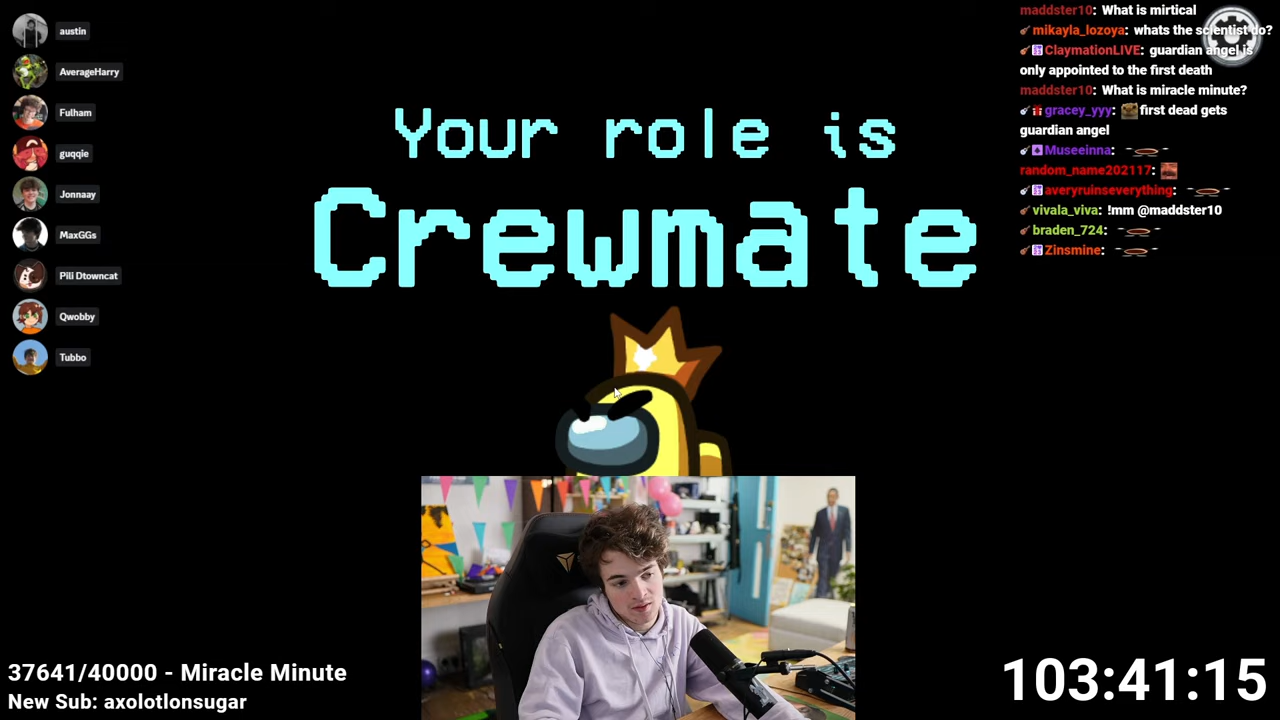 austin
AverageHarry
Fulham
guqqie
Jonnaay
MaxGGs
Pili Dtowncat
Qwobby
Tubbo
Your role is
Crewmate
maddster10: What is mirtical
mikayla_lozoya: whats the scientist do?
ClaymationLIVE: guardian angel is
only appointed to the first death
maddster10: What is miracle minute?
gracey_yyy: first dead gets
guardian angel
Museeinna:
random_name202117:
averyruinseverything:
vivala_viva: !mm @maddster10
braden_724:
Zinsmine:
37641/40000 - Miracle Minute
New Sub: axolotlonsugar
103:41:15